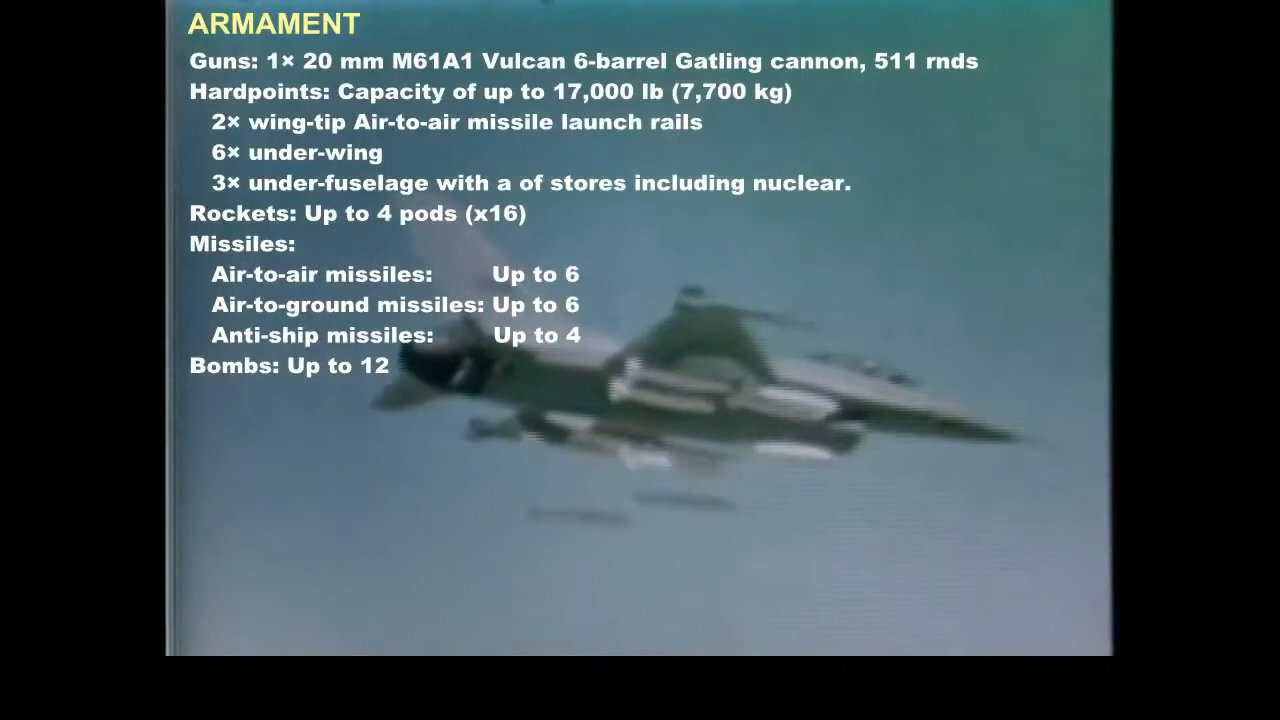 ARMAMENT
Guns: 1× 20 mm M61A1 Vulcan 6-barrel Gatling cannon, 511 rnds
Hardpoints: Capacity of up to 17,000 lb (7,700 kg)
2× wing-tip Air-to-air missile launch rails
6× under-wing
3× under-fuselage with a of stores including nuclear.
Rockets: Up to 4 pods (x16)
Missiles:
Air-to-air missiles: Up to 6
Air-to-ground missiles: Up to 6
Anti-ship missiles: Up to 4
Bombs: Up to 12